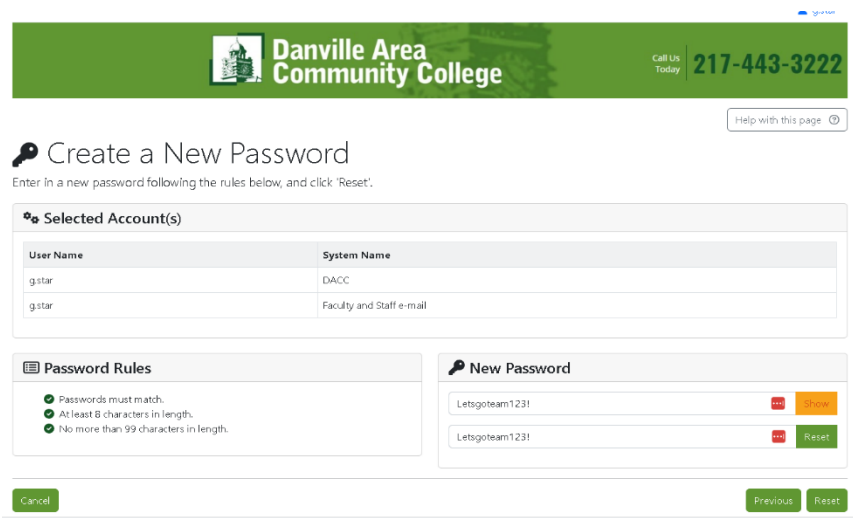 Danville Area
Community College
Call Us
Today
217-443-3222
Help with this page
Create a New Password
Enter in a new password following the rules below, and click 'Reset'.
Selected Account(s)
User Name System Name
g.star DACC
g.star Faculty and Staff e-mail
Password Rules
Passwords must match.
At least 8 characters in length.
No more than 99 characters in length.
New Password
Letsgoteam123! Show
Letsgoteam123! Reset
Cancel Previous Reset